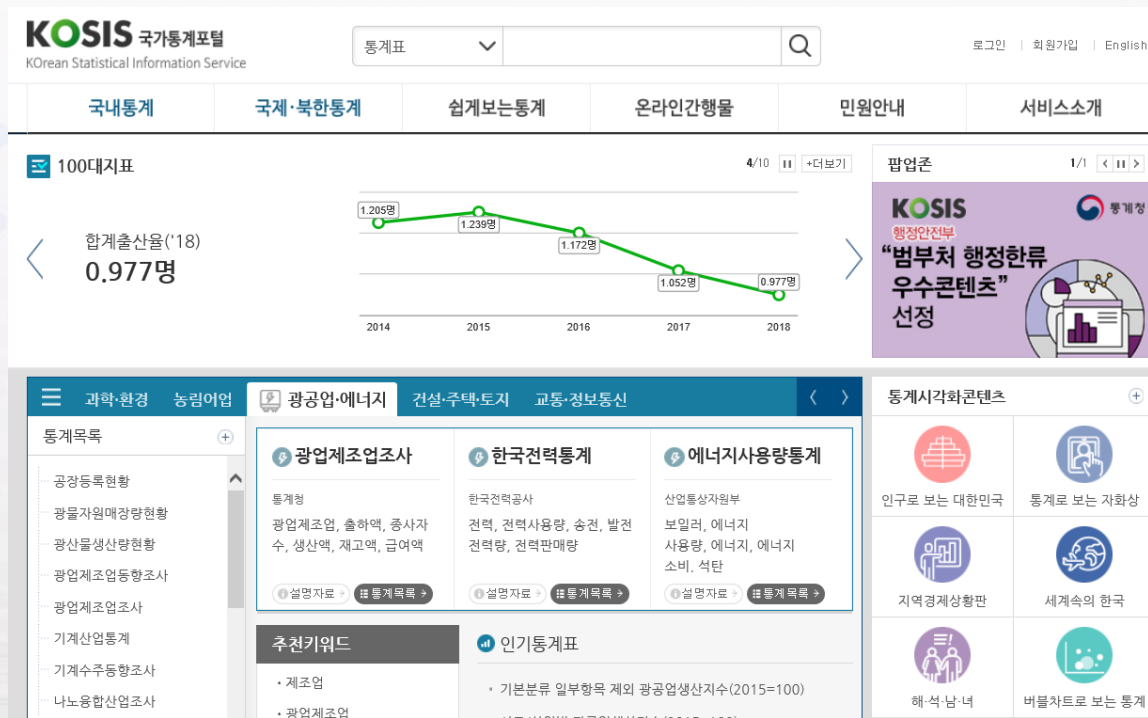 KOSIS 국가통계포털
KOrean Statistical Information Service
통계표
로그인 | 회원가입 | English
국내통계
국제·북한통계
쉽게보는통계
온라인간행물
민원안내
서비스소개
100대지표
4/10
+더보기
합계출산율('18)
0.977명
1.205명
1.239명
1.172명
1.052명
0.977명
2014
2015
2016
2017
2018
팝업존
1/1
KOSIS
통계청
행정안전부
“범부처 행정한류
우수콘텐츠”
선정
과학·환경
농림어업
광공업·에너지
건설·주택·토지
교통·정보통신
통계목록
공장등록현황
광물자원매장량현황
광산물생산량현황
광업제조업동향조사
광업제조업조사
기계산업통계
기계수주동향조사
나노융합산업조사
광업제조업조사
통계청
광업제조업, 출하액, 종사자
수, 생산액, 재고액, 급여액
설명자료
통계목록
한국전력통계
한국전력공사
전력, 전력사용량, 송전, 발전
전력량, 전력판매량
설명자료
통계목록
에너지사용량통계
산업통상자원부
보일러, 에너지
사용량, 에너지, 에너지
소비, 석탄
설명자료
통계목록
추천키워드
· 제조업
· 광업제조업
인기통계표
· 기본분류 일부항목 제외 광공업생산지수(2015=100)
통계시각화콘텐츠
인구로 보는 대한민국
통계로 보는 자화상
지역경제상황판
세계속의 한국
해·석·남·녀
버블차트로 보는 통계